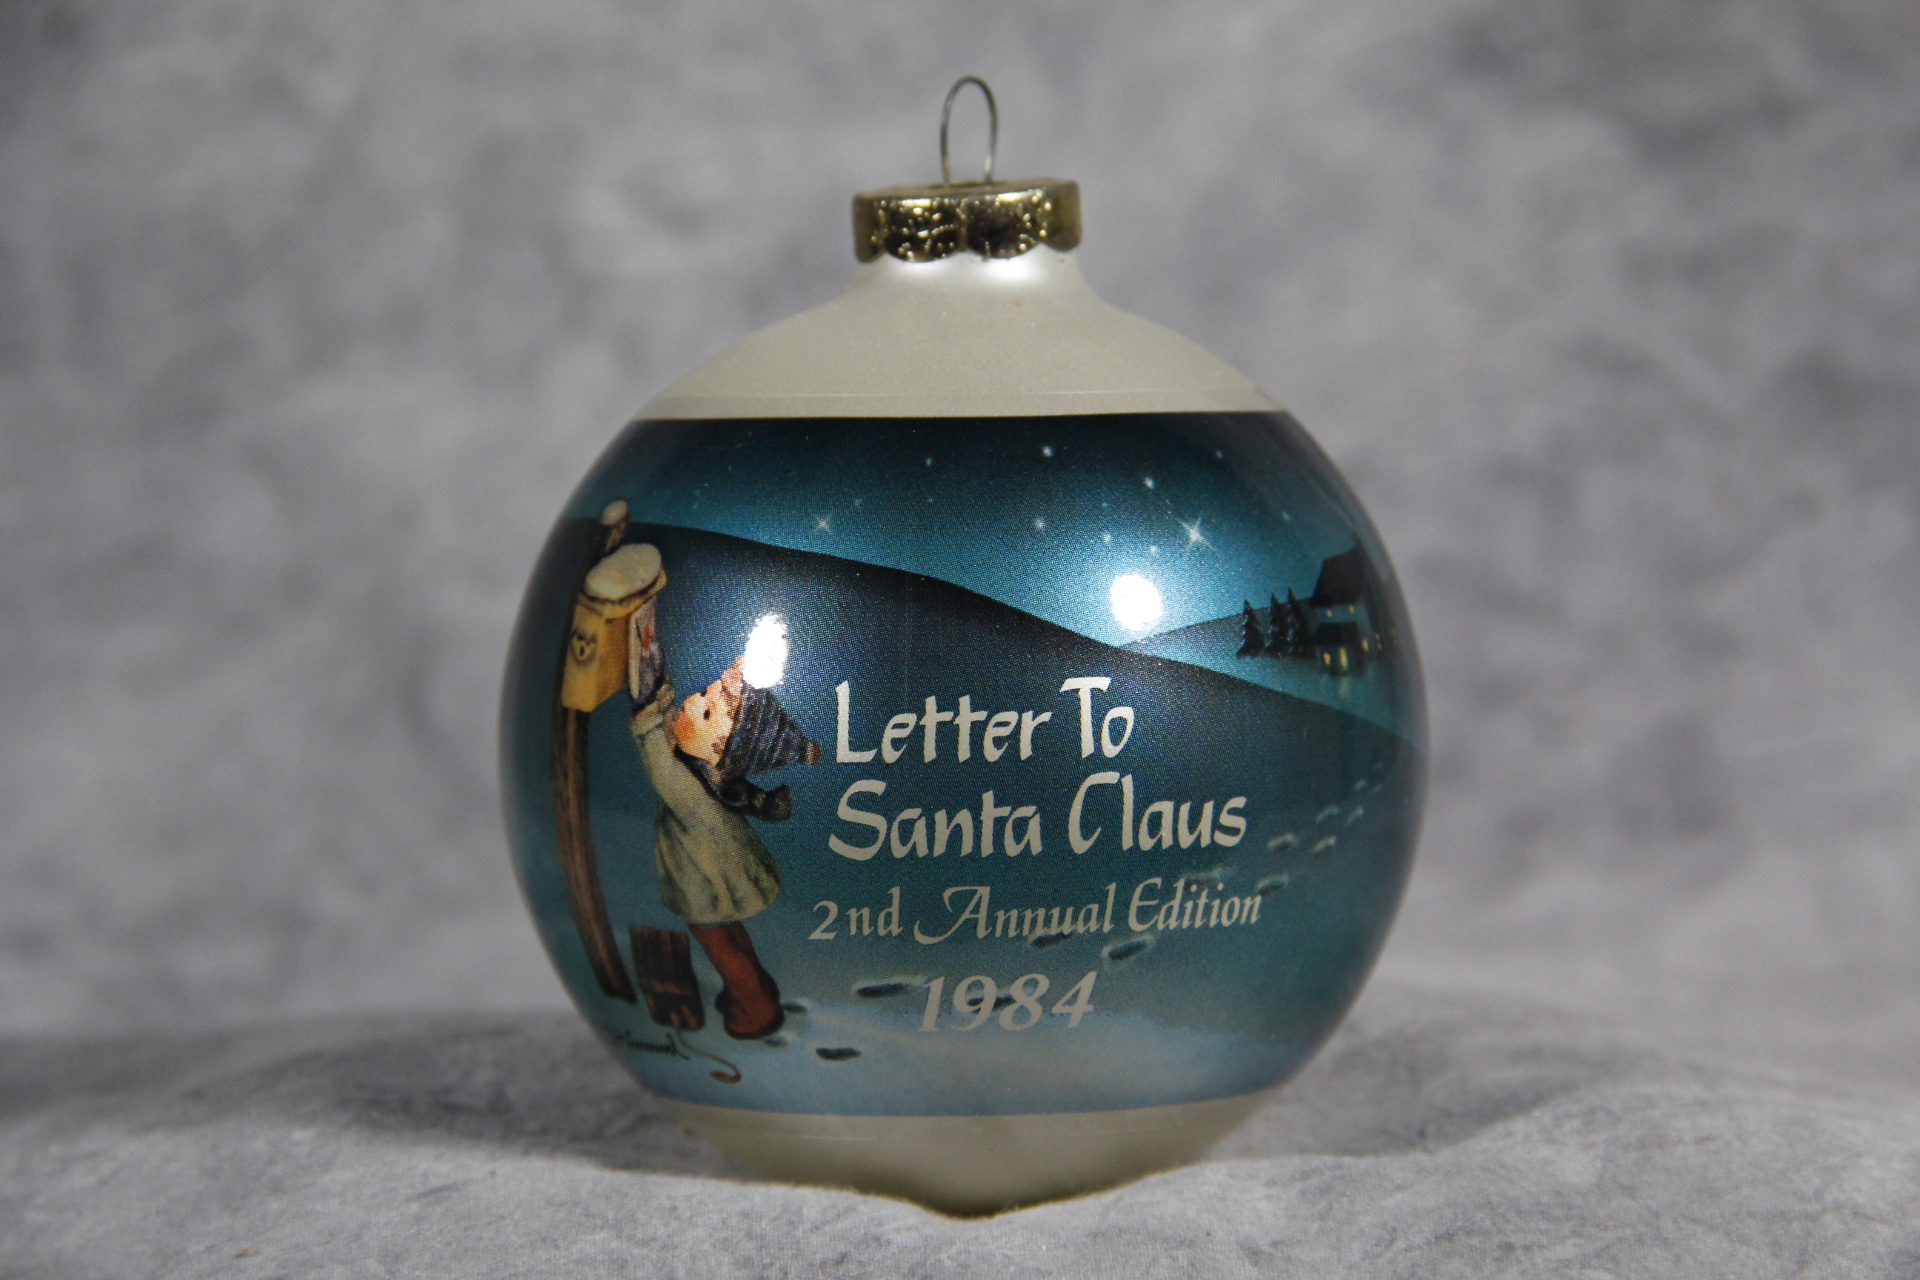 Letter To
Santa Claus
2nd Annual Edition
1984